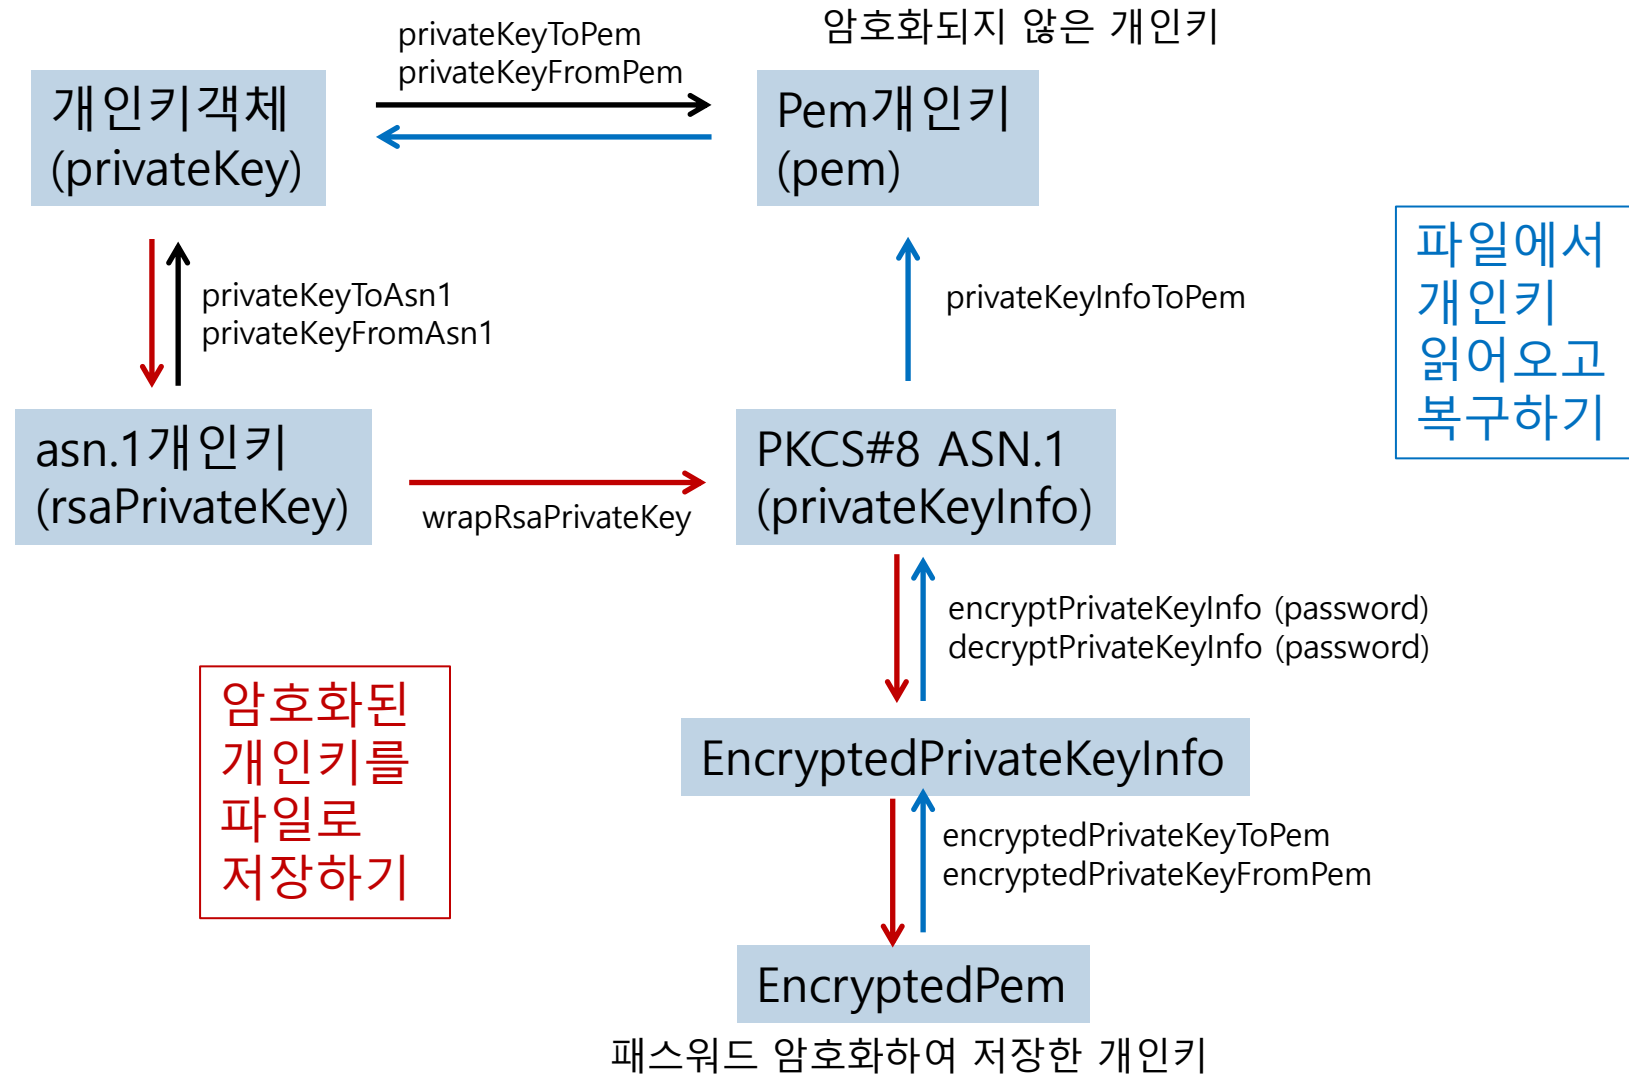 암호화되지 않은 개인키
privateKeyToPem
privateKeyFromPem
개인키객체
(privateKey)
Pem개인키
(pem)
파일에서
개인키
읽어오고
복구하기
privateKeyToAsn1
privateKeyFromAsn1
privateKeyInfoToPem
asn.1개인키
(rsaPrivateKey)
wrapRsaPrivateKey
PKCS#8 ASN.1
(privateKeyInfo)
encryptPrivateKeyInfo (password)
decryptPrivateKeyInfo (password)
암호화된
개인키를
파일로
저장하기
EncryptedPrivateKeyInfo
encryptedPrivateKeyToPem
encryptedPrivateKeyFromPem
EncryptedPem
패스워드 암호화하여 저장한 개인키